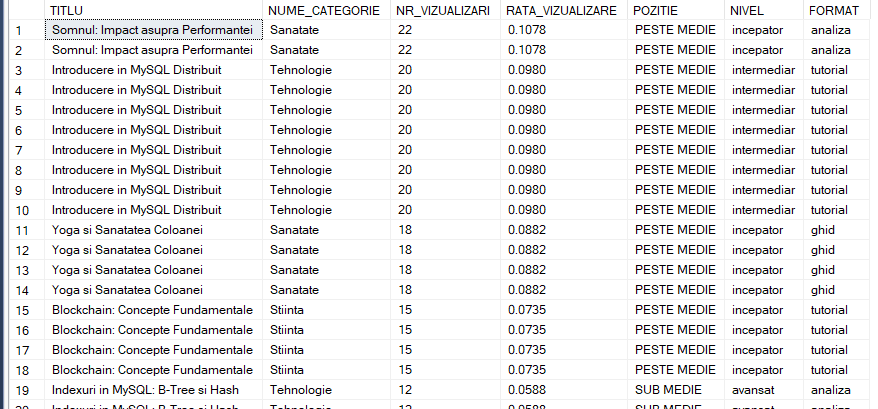 TITLU NUME_CATEGORIE NR_VIZUALIZARI RATA_VIZUALIZARE POZITIE NIVEL FORMAT
1 Somnul: Impact asupra Performantei Sanatate 22 0.1078 PESTE MEDIE incepator analiza
2 Somnul: Impact asupra Performantei Sanatate 22 0.1078 PESTE MEDIE incepator analiza
3 Introducere in MySQL Distribuit Tehnologie 20 0.0980 PESTE MEDIE intermediar tutorial
4 Introducere in MySQL Distribuit Tehnologie 20 0.0980 PESTE MEDIE intermediar tutorial
5 Introducere in MySQL Distribuit Tehnologie 20 0.0980 PESTE MEDIE intermediar tutorial
6 Introducere in MySQL Distribuit Tehnologie 20 0.0980 PESTE MEDIE intermediar tutorial
7 Introducere in MySQL Distribuit Tehnologie 20 0.0980 PESTE MEDIE intermediar tutorial
8 Introducere in MySQL Distribuit Tehnologie 20 0.0980 PESTE MEDIE intermediar tutorial
9 Introducere in MySQL Distribuit Tehnologie 20 0.0980 PESTE MEDIE intermediar tutorial
10 Introducere in MySQL Distribuit Tehnologie 20 0.0980 PESTE MEDIE intermediar tutorial
11 Yoga si Sanatatea Coloanei Sanatate 18 0.0882 PESTE MEDIE incepator ghid
12 Yoga si Sanatatea Coloanei Sanatate 18 0.0882 PESTE MEDIE incepator ghid
13 Yoga si Sanatatea Coloanei Sanatate 18 0.0882 PESTE MEDIE incepator ghid
14 Yoga si Sanatatea Coloanei Sanatate 18 0.0882 PESTE MEDIE incepator ghid
15 Blockchain: Concepte Fundamentale Stiinta 15 0.0735 PESTE MEDIE incepator tutorial
16 Blockchain: Concepte Fundamentale Stiinta 15 0.0735 PESTE MEDIE incepator tutorial
17 Blockchain: Concepte Fundamentale Stiinta 15 0.0735 PESTE MEDIE incepator tutorial
18 Blockchain: Concepte Fundamentale Stiinta 15 0.0735 PESTE MEDIE incepator tutorial
19 Indexuri in MySQL: B-Tree si Hash Tehnologie 12 0.0588 SUB MEDIE avansat analiza